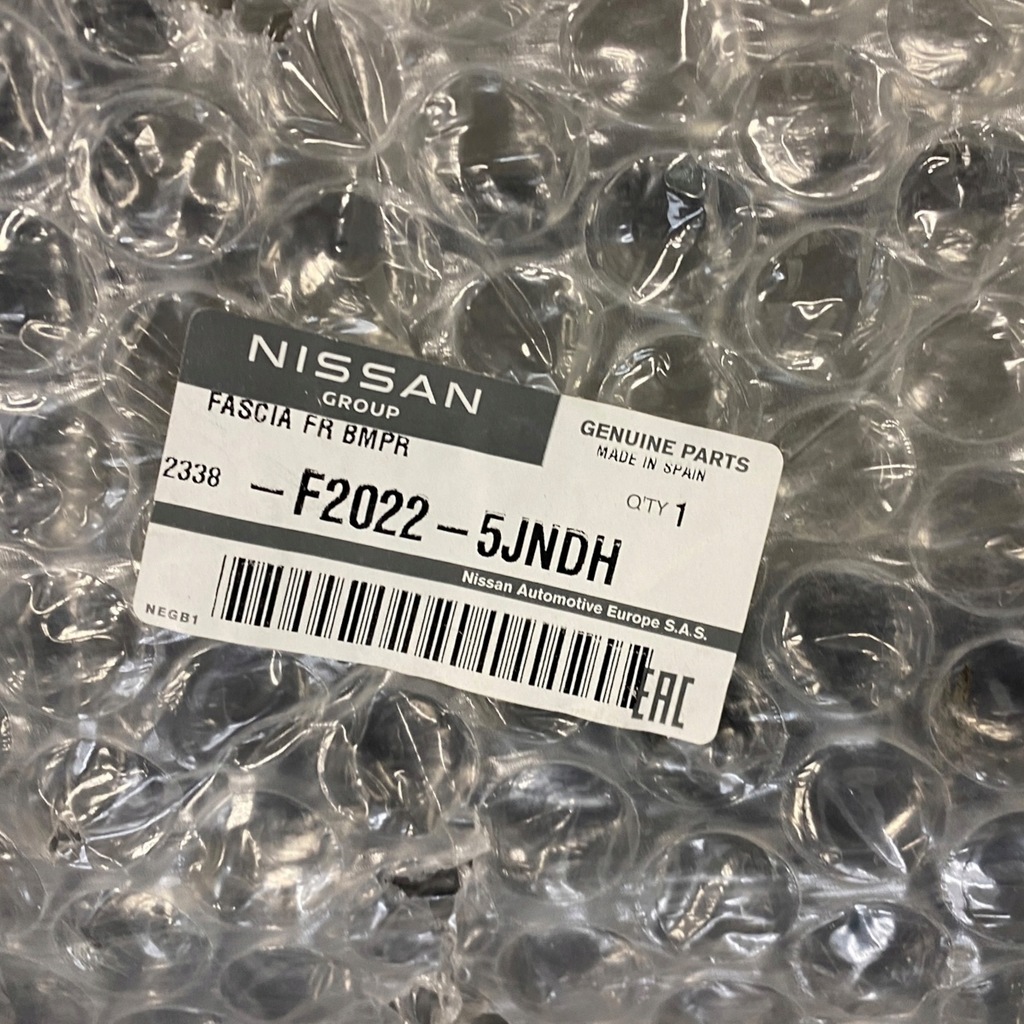 NISSAN
GROUP
FASCIA FR BMPR
GENUINE PARTS
MADE IN SPAIN
2338
- F2022 - 5JNDH
Q'TY 1
Nissan Automotive Europe S.A.S.
NEGB1
EAC